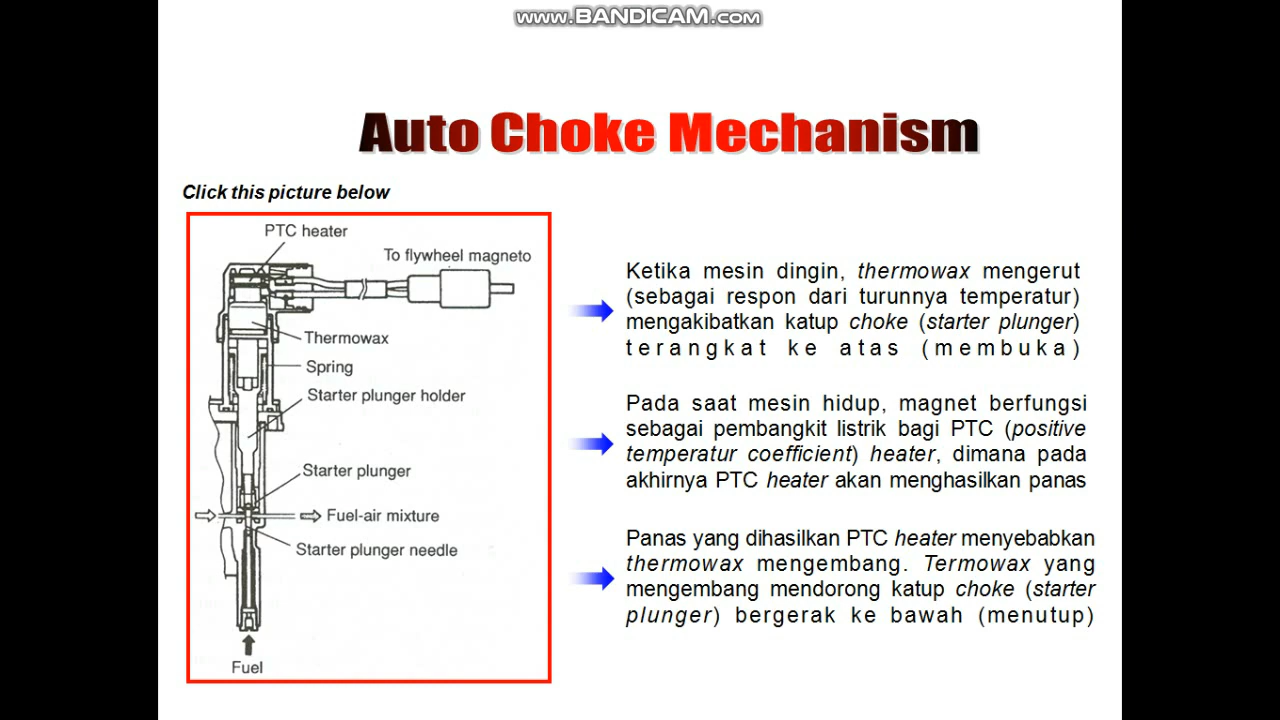 www.BANDICAM.com
Auto Choke Mechanism
Click this picture below
PTC heater
To flywheel magneto
Thermowax
Spring
Starter plunger holder
Starter plunger
Fuel-air mixture
Starter plunger needle
Fuel
Ketika mesin dingin, thermowax mengerut
(sebagai respon dari turunnya temperatur)
mengakibatkan katup choke (starter plunger)
terangkat ke atas (membuka)
Pada saat mesin hidup, magnet berfungsi
sebagai pembangkit listrik bagi PTC (positive
temperatur coefficient) heater, dimana pada
akhirnya PTC heater akan menghasilkan panas
Panas yang dihasilkan PTC heater menyebabkan
thermowax mengembang. Termowax yang
mengembang mendorong katup choke (starter
plunger) bergerak ke bawah (menutup)